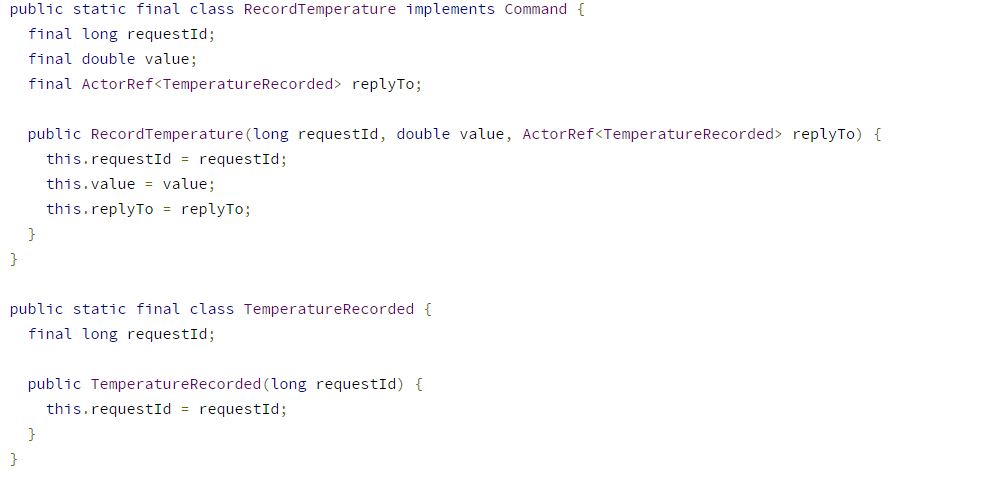 public static final class RecordTemperature implements Command {
  final long requestId;
  final double value;
  final ActorRef<TemperatureRecorded> replyTo;

  public RecordTemperature(long requestId, double value, ActorRef<TemperatureRecorded> replyTo) {
    this.requestId = requestId;
    this.value = value;
    this.replyTo = replyTo;
  }
}

public static final class TemperatureRecorded {
  final long requestId;

  public TemperatureRecorded(long requestId) {
    this.requestId = requestId;
  }
}